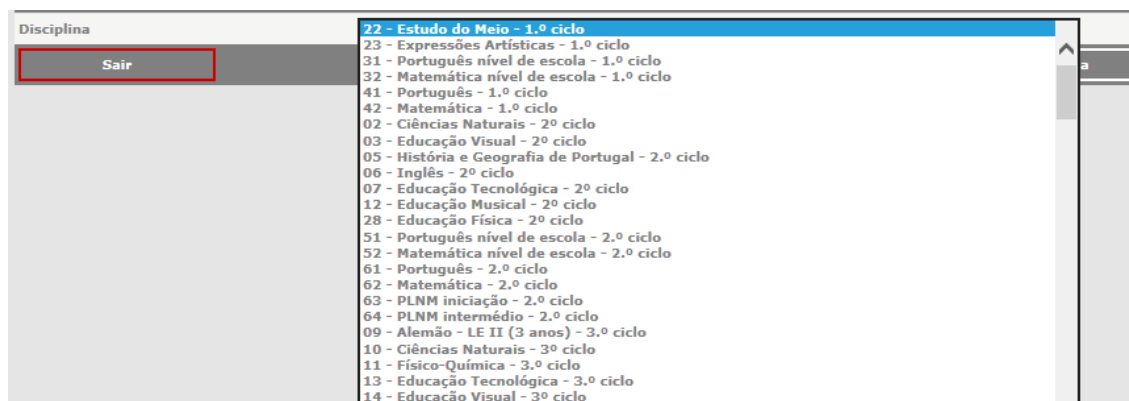 Disciplina
22 - Estudo do Meio - 1.º ciclo
23 - Expressões Artísticas - 1.º ciclo
31 - Português nível de escola - 1.º ciclo
Sair
a
32 - Matemática nível de escola - 1.º ciclo
41 - Português - 1.º ciclo
42 - Matemática - 1.º ciclo
02 - Ciências Naturais - 2º ciclo
03 - Educação Visual - 2º ciclo
05 - História e Geografia de Portugal - 2.º ciclo
06 - Inglês - 2º ciclo
07 - Educação Tecnológica - 2º ciclo
12 - Educação Musical - 2º ciclo
28 - Educação Física - 2º ciclo
51 - Português nível de escola - 2.º ciclo
52 - Matemática nível de escola - 2.º ciclo
61 - Português - 2.º ciclo
62 - Matemática - 2.º ciclo
63 - PLNM iniciação - 2.º ciclo
64 - PLNM intermédio - 2.º ciclo
09 - Alemão - LE II (3 anos) - 3.º ciclo
10 - Ciências Naturais - 3º ciclo
11 - Físico-Química - 3.º ciclo
13 - Educação Tecnológica - 3.º ciclo
14 - Educação Visual - 3º ciclo